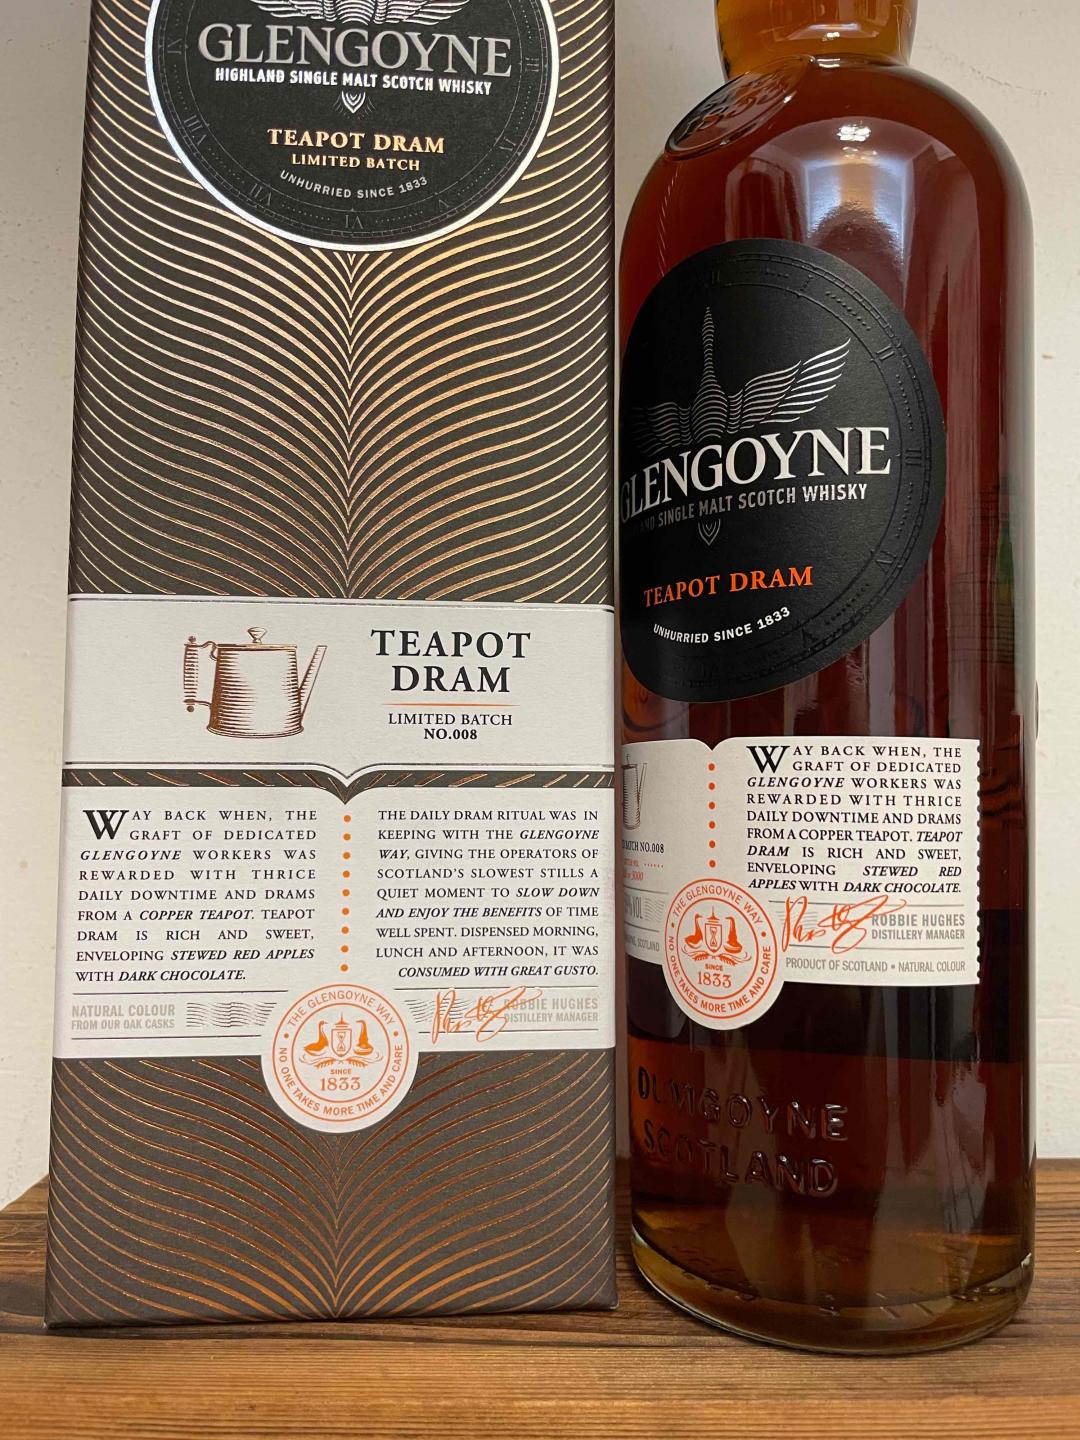 GLENGOYNE
HIGHLAND SINGLE MALT SCOTCH WHISKY
TEAPOT DRAM
LIMITED BATCH
UNHURRIED SINCE 1833
TEAPOT
DRAM
LIMITED BATCH
NO.008
WAY BACK WHEN, THE
GRAFT OF DEDICATED
GLENGOYNE WORKERS WAS
REWARDED WITH THRICE
DAILY DOWNTIME AND DRAMS
FROM A COPPER TEAPOT. TEAPOT
DRAM IS RICH AND SWEET,
ENVELOPING STEWED RED APPLES
WITH DARK CHOCOLATE.
THE DAILY DRAM RITUAL WAS IN
KEEPING WITH THE GLENGOYNE
WAY, GIVING THE OPERATORS OF
SCOTLAND'S SLOWEST STILLS A
QUIET MOMENT TO SLOW DOWN
AND ENJOY THE BENEFITS OF TIME
WELL SPENT. DISPENSED MORNING,
LUNCH AND AFTERNOON, IT WAS
CONSUMED WITH GREAT GUSTO.
NATURAL COLOUR
FROM OUR OAK CASKS
ROBBIE HUGHES
DISTILLERY MANAGER
• THE GLENGOYNE WAY •
NO ONE TAKES MORE TIME AND CARE
SINCE
1833
GLENGOYNE
AND SINGLE MALT SCOTCH WHISKY
TEAPOT DRAM
UNHURRIED SINCE 1833
WAY BACK WHEN, THE
GRAFT OF DEDICATED
GLENGOYNE WORKERS WAS
REWARDED WITH THRICE
DAILY DOWNTIME AND DRAMS
FROM A COPPER TEAPOT. TEAPOT
DRAM IS RICH AND SWEET,
ENVELOPING STEWED RED
APPLES WITH DARK CHOCOLATE.
BATCH NO.008
ROBBIE HUGHES
DISTILLERY MANAGER
PRODUCT OF SCOTLAND • NATURAL COLOUR
• THE GLENGOYNE WAY •
NO ONE TAKES MORE TIME AND CARE
SINCE
1833
DUMGOYNE
SCOTLAND